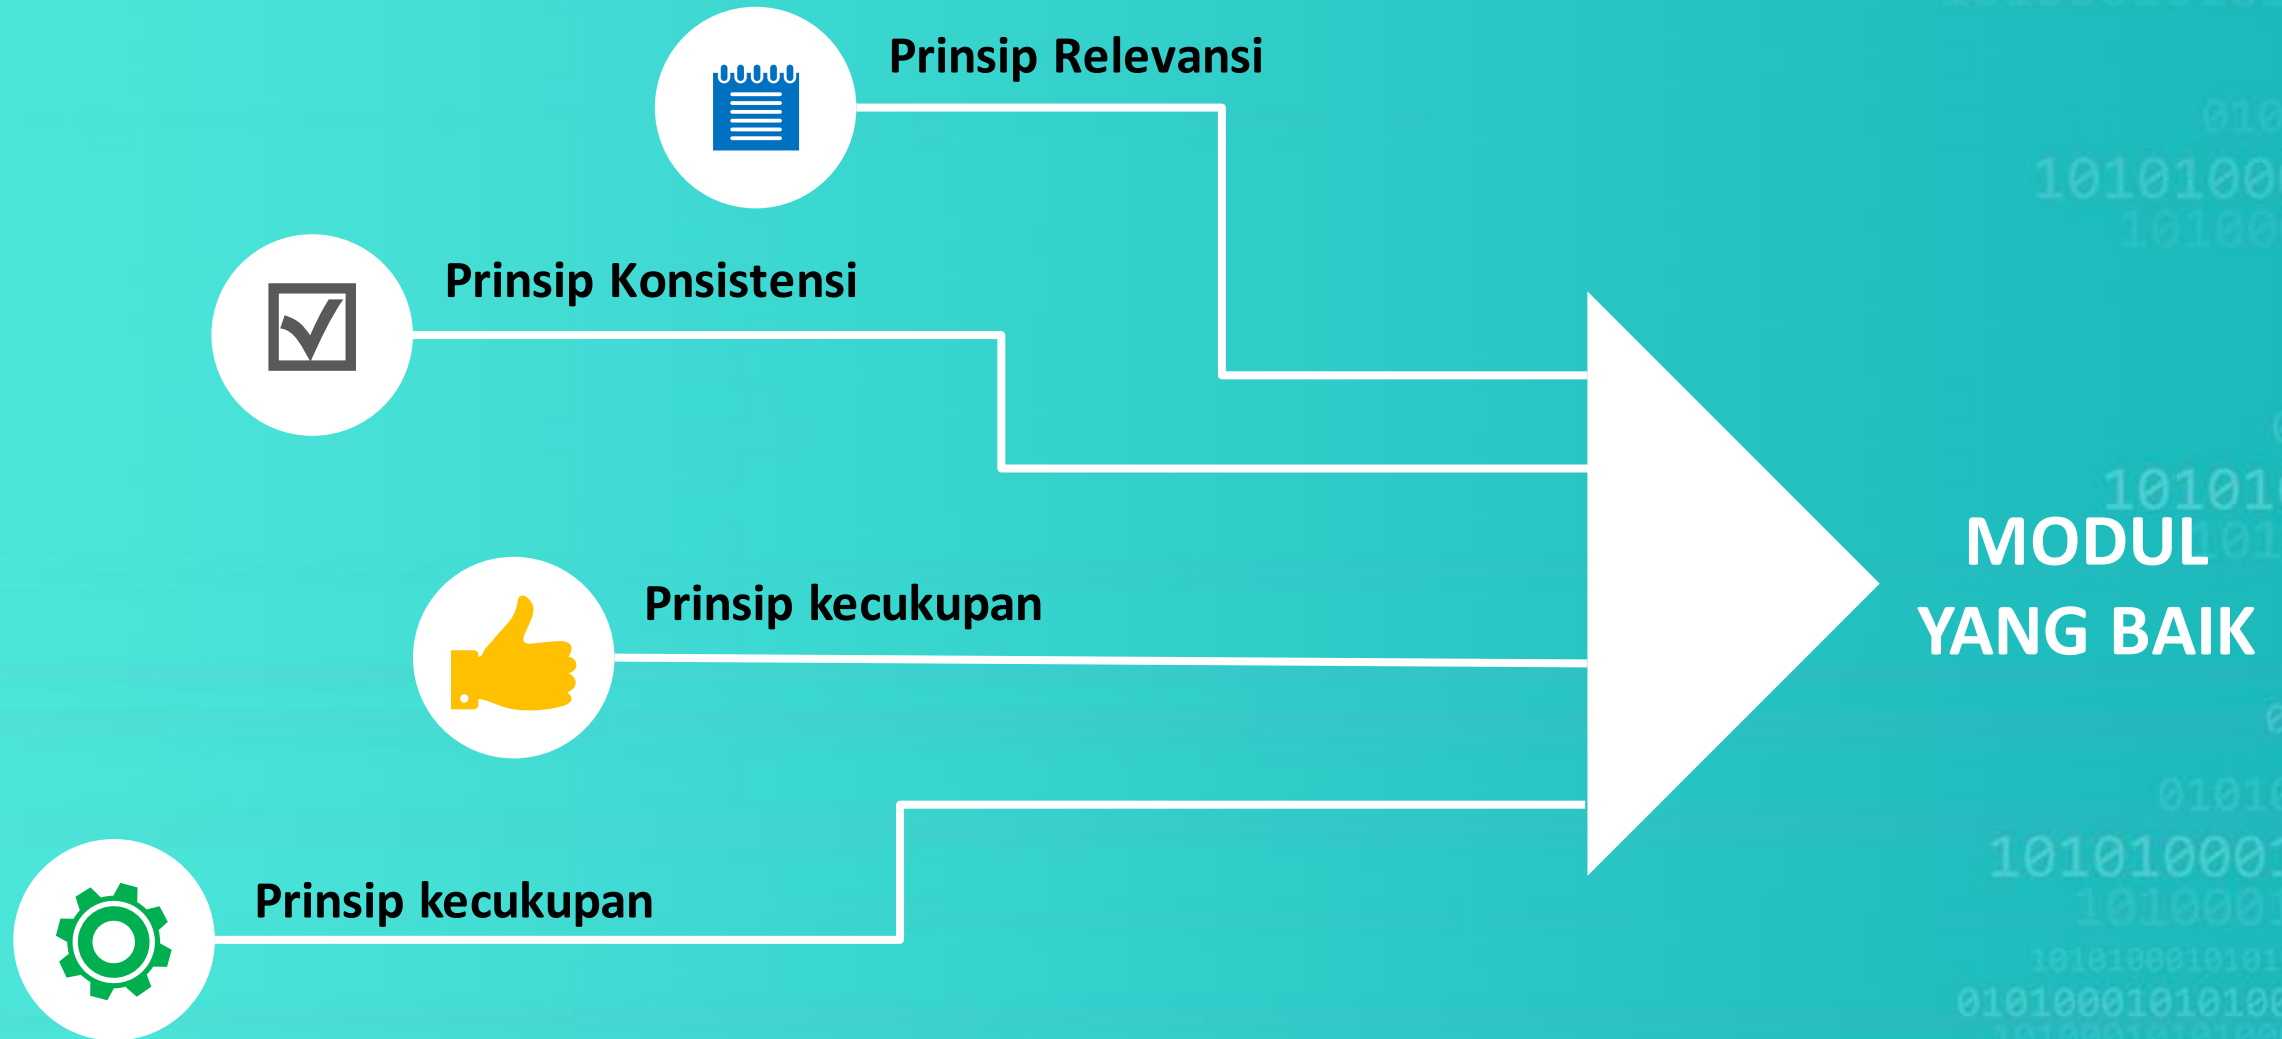 Prinsip Relevansi
Prinsip Konsistensi
Prinsip kecukupan
Prinsip kecukupan
MODUL
YANG BAIK